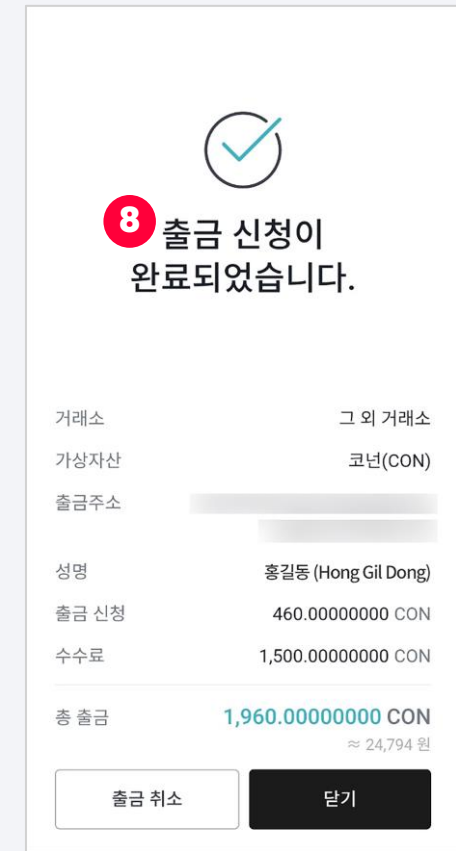 8
출금 신청이
완료되었습니다.
거래소 그 외 거래소
가상자산 코넌(CON)
출금주소
성명 홍길동 (Hong Gil Dong)
출금 신청 460.00000000 CON
수수료 1,500.00000000 CON
총 출금 1,960.00000000 CON
≈ 24,794 원
출금 취소 닫기